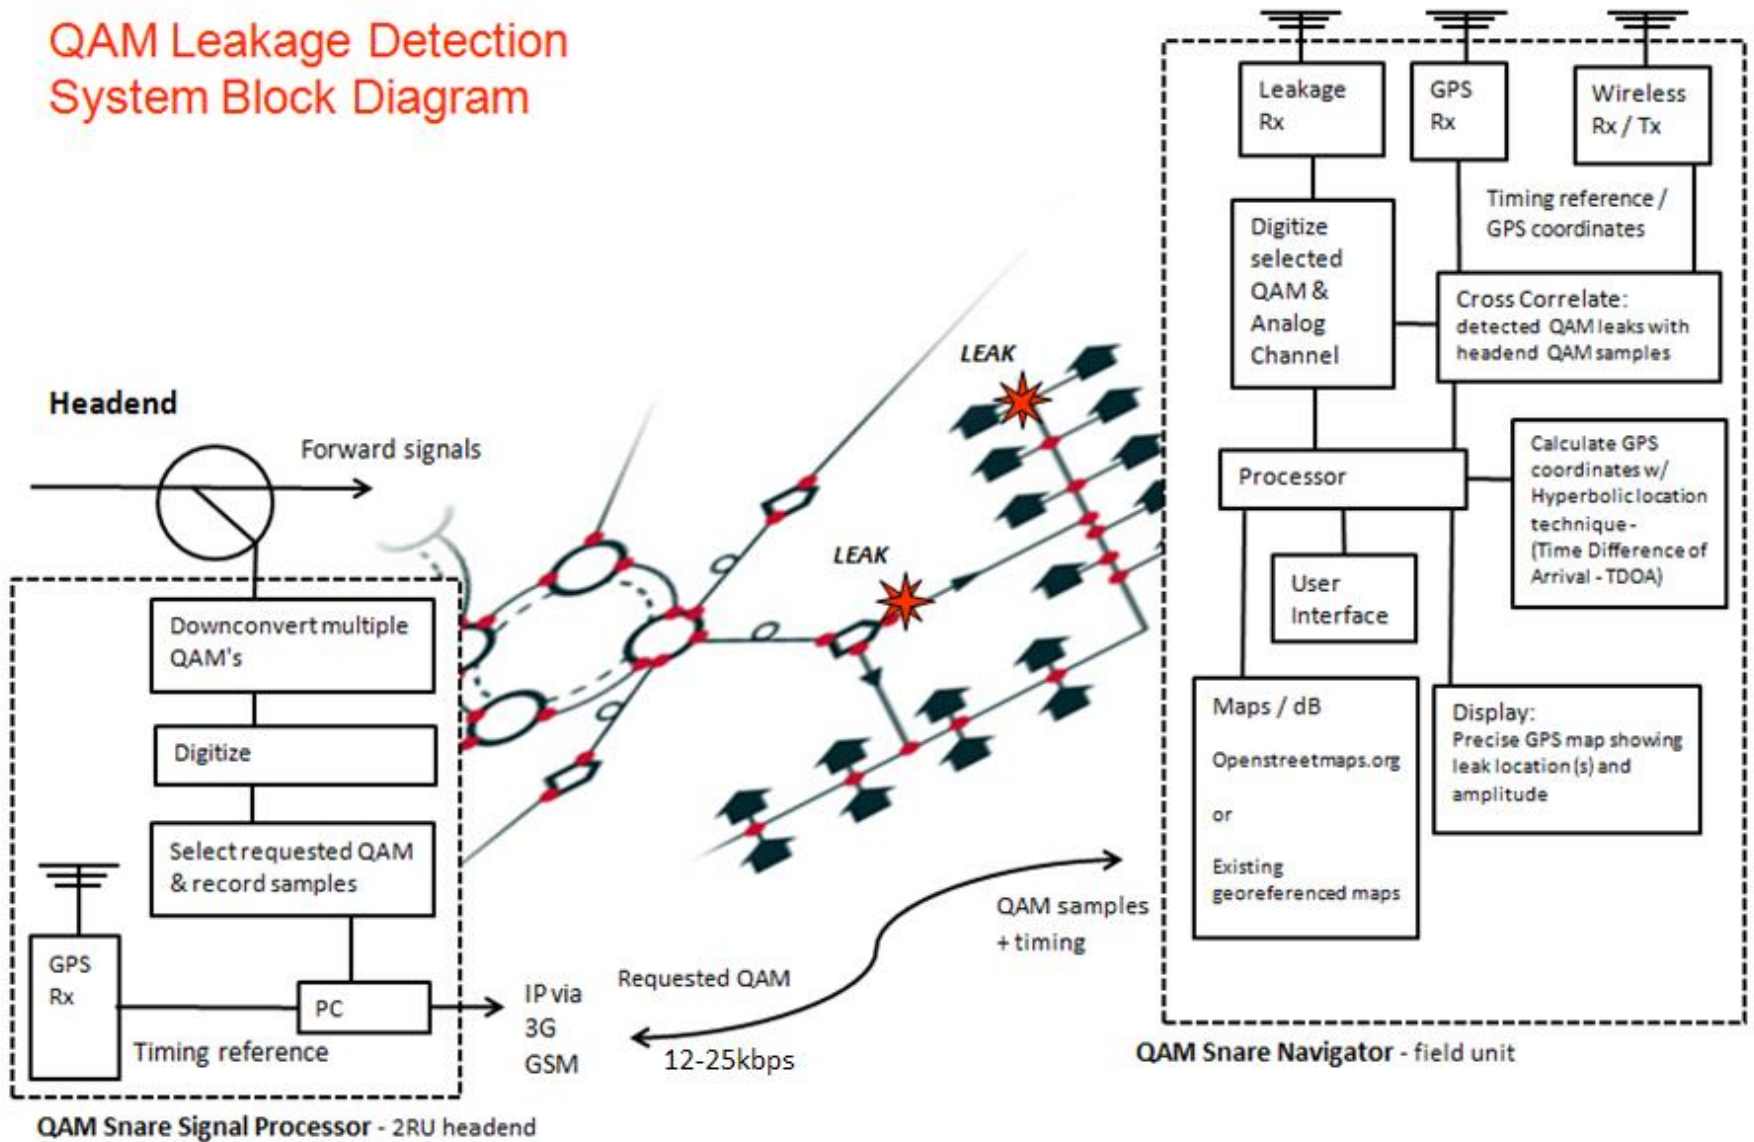 QAM Leakage Detection
System Block Diagram
Headend
Forward signals
Downconvert multiple
QAM's
Digitize
Select requested QAM
& record samples
GPS
Rx
PC
Timing reference
IP via
3G
GSM
QAM Snare Signal Processor - 2RU headend
LEAK
LEAK
Requested QAM
12-25kbps
QAM samples
+ timing
Leakage
Rx
GPS
Rx
Wireless
Rx / Tx
Timing reference /
GPS coordinates
Digitize
selected
QAM &
Analog
Channel
Cross Correlate:
detected QAM leaks with
headend QAM samples
Processor
Calculate GPS
coordinates w/
Hyperbolic location
technique -
(Time Difference of
Arrival - TDOA)
User
Interface
Maps / dB
Openstreetmaps.org
or
Existing
georeferenced maps
Display:
Precise GPS map showing
leak location (s) and
amplitude
QAM Snare Navigator - field unit